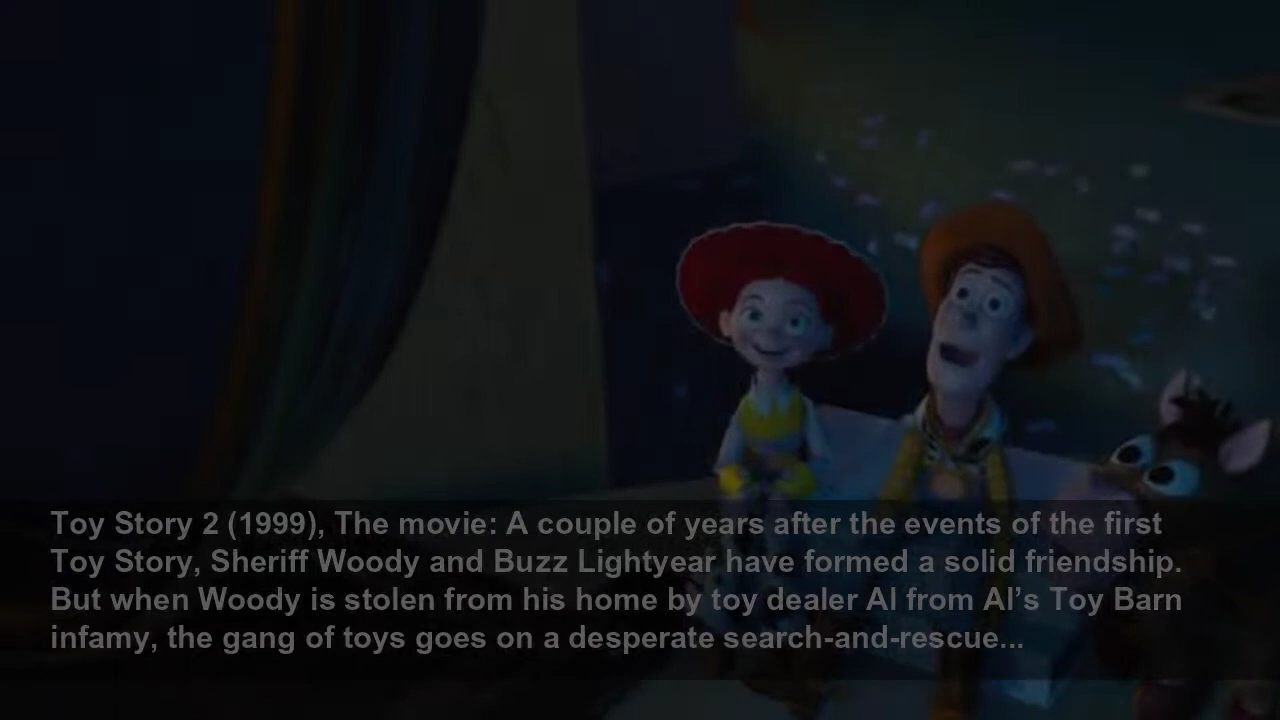 Toy Story 2 (1999), The movie: A couple of years after the events of the first
Toy Story, Sheriff Woody and Buzz Lightyear have formed a solid friendship.
But when Woody is stolen from his home by toy dealer Al from Al’s Toy Barn
infamy, the gang of toys goes on a desperate search-and-rescue...